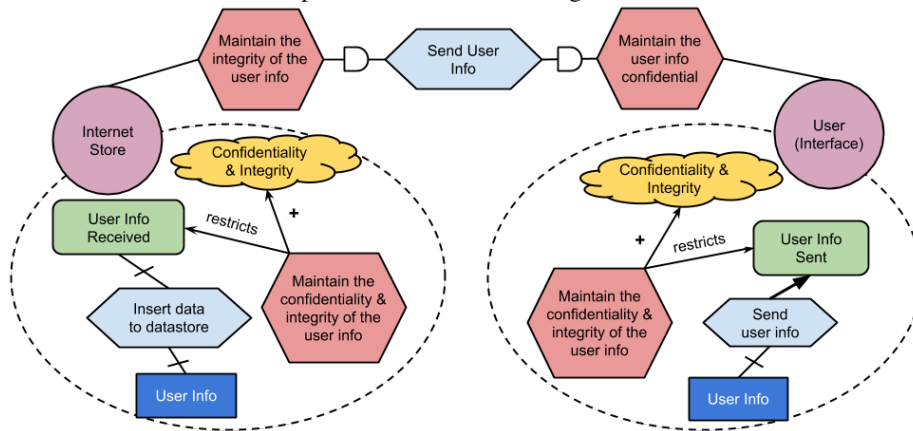 Maintain the
integrity of the
user info
Send User
Info
Maintain the
user info
confidential
Internet
Store
User
(Interface)
Confidentiality
& Integrity
Confidentiality &
Integrity
User Info
Received
restricts
+
User Info
Sent
restricts
+
Maintain the
confidentiality &
integrity of the
user info
Maintain the
confidentiality &
integrity of the
user info
Insert data
to datastore
Send
user info
User Info
User Info